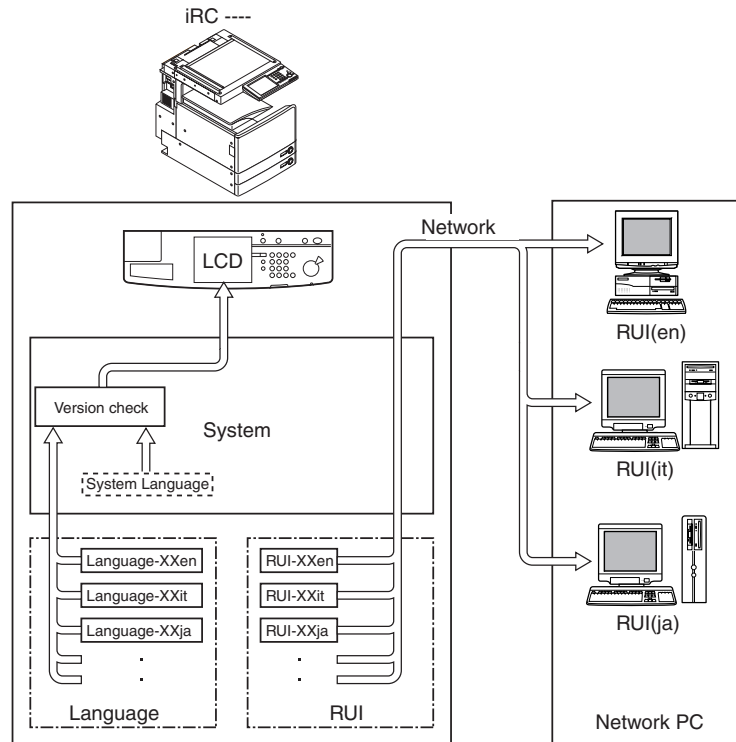 iRC ----
Network
LCD
RUI(en)
Version check
System
System Language
RUI(it)
Language-XXen
Language-XXit
Language-XXja
RUI-XXen
RUI-XXit
RUI-XXja
RUI(ja)
Language
RUI
Network PC